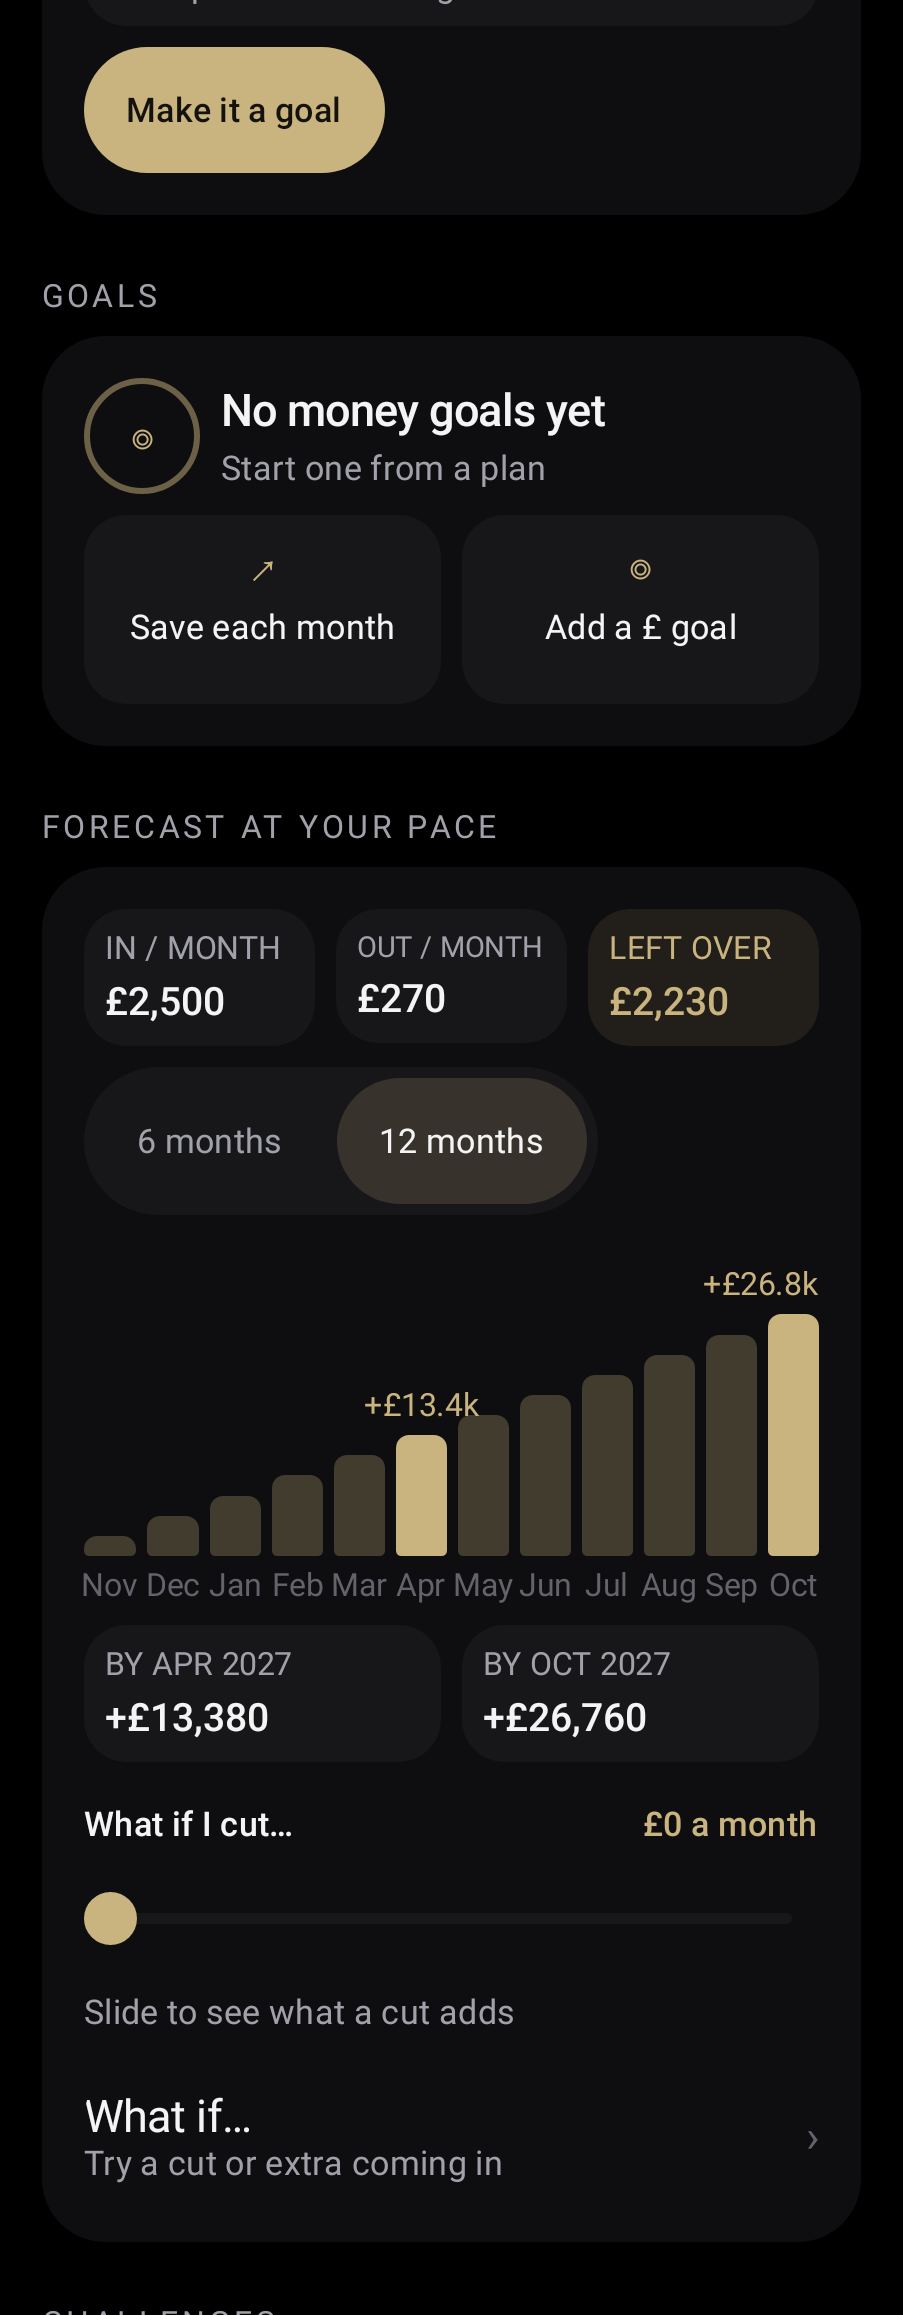 Make it a goal
GOALS
No money goals yet
Start one from a plan
Save each month
Add a £ goal
FORECAST AT YOUR PACE
IN / MONTH
£2,500
OUT / MONTH
£270
LEFT OVER
£2,230
6 months
12 months
+£26.8k
+£13.4k
Nov Dec Jan Feb Mar Apr May Jun Jul Aug Sep Oct
BY APR 2027
+£13,380
BY OCT 2027
+£26,760
What if I cut…
£0 a month
Slide to see what a cut adds
What if…
Try a cut or extra coming in
CHALLENGES